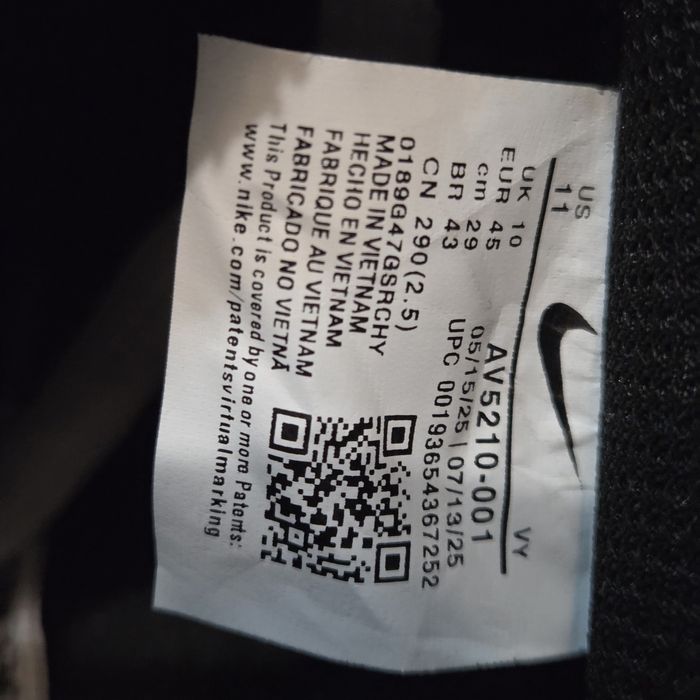 US 11
VY
UK 10
EUR 45
cm 29
BR 43
CN 290(2.5)
AV5210-001
05/15/25 | 07/13/25
UPC 00193654367252
0189G47GSRCHY
MADE IN VIETNAM
HECHO EN VIETNAM
FABRIQUE AU VIETNAM
FABRICADO NO VIETNÃ
This Product is covered by one or more Patents:
www.nike.com/patentsvirtualmarking